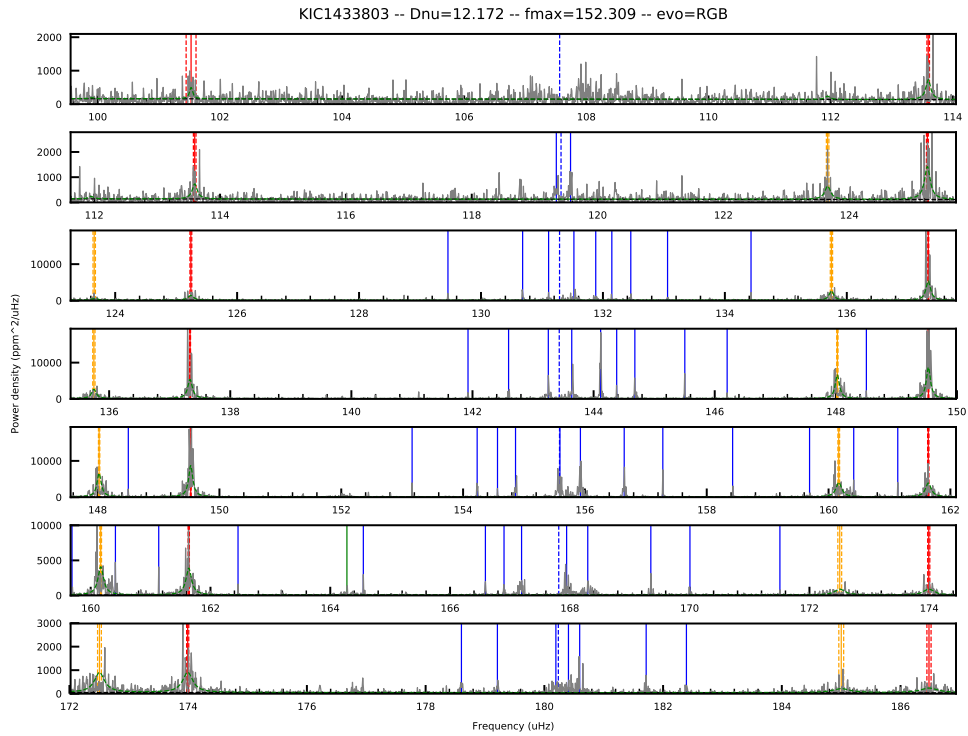 KIC1433803 -- Dnu=12.172 -- fmax=152.309 -- evo=RGB
2000
1000
0
100 102 104 106 108 110 112 114
2000
1000
0
112 114 116 118 120 122 124
10000
0
124 126 128 130 132 134 136
10000
0
136 138 140 142 144 146 148 150
10000
0
148 150 152 154 156 158 160 162
10000
5000
0
160 162 164 166 168 170 172 174
3000
2000
1000
0
172 174 176 178 180 182 184 186
Power density (ppm^2/uHz)
Frequency (uHz)